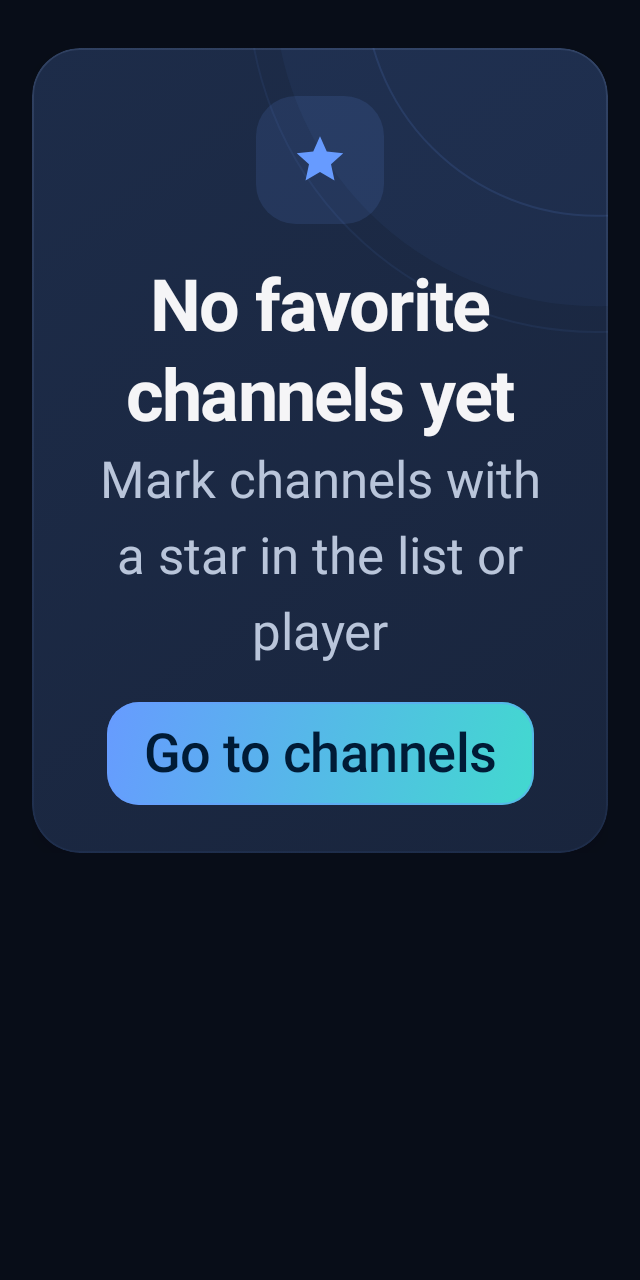 No favorite
channels yet
Mark channels with
a star in the list or
player
Go to channels